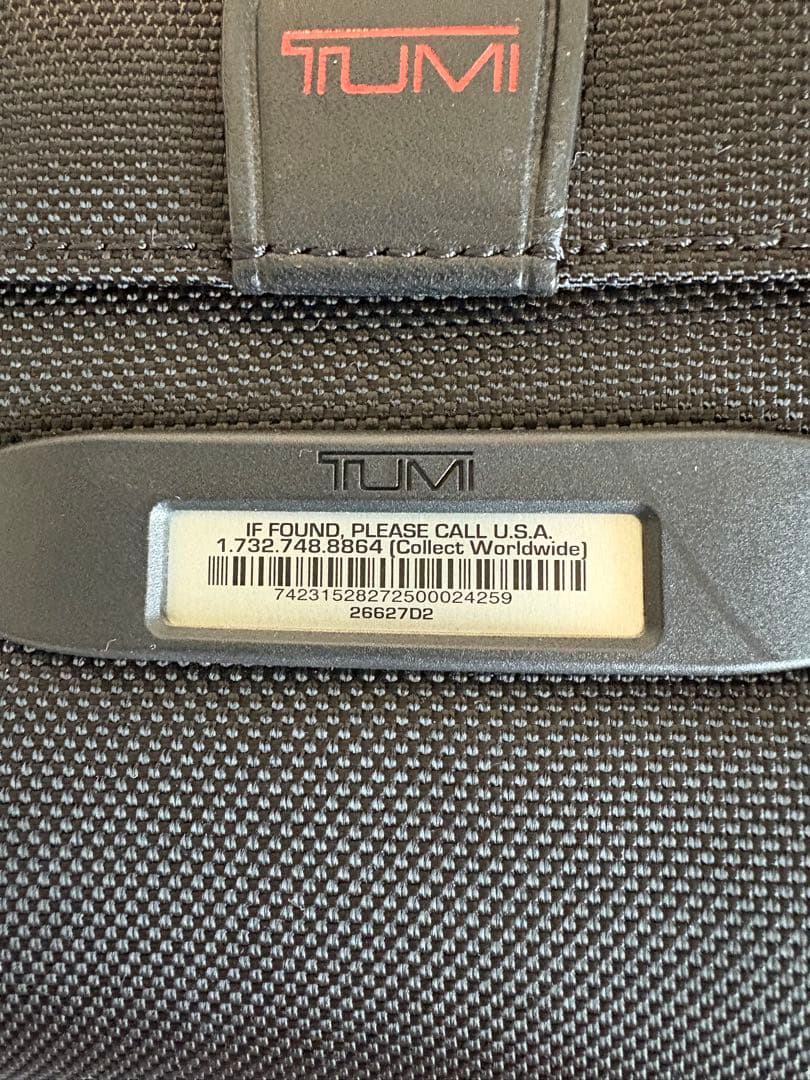 TUMI
TUMI
IF FOUND, PLEASE CALL U.S.A.
1.732.748.8864 (Collect Worldwide)
74231528272500024259
26627D2